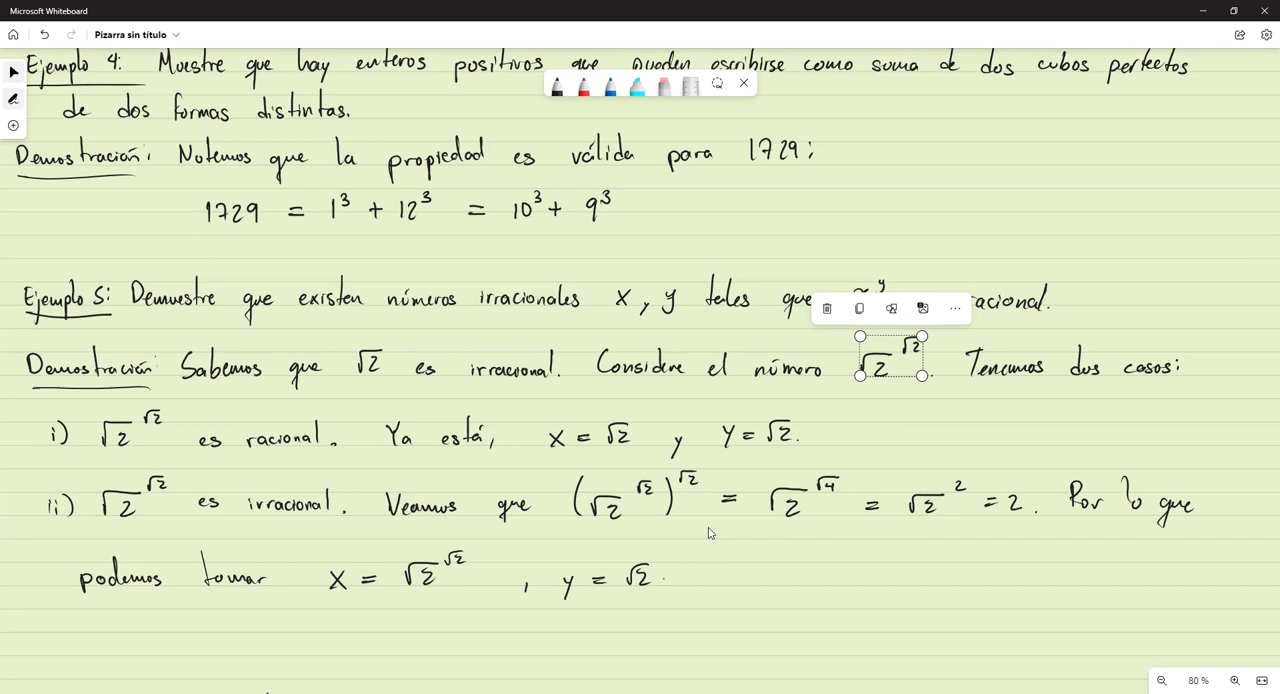 Microsoft Whiteboard
Pizarra sin título
Ejemplo 4: Muestre que hay enteros positivos que pueden escribirse como suma de dos cubos perfectos
de dos formas distintas.
Demostración: Notemos que la propiedad es válida para 1729:
1729 = 1³ + 12³ = 10³ + 9³
Ejemplo 5: Demuestre que existen números irracionales x, y tales que y racional.
Demostración: Sabemos que √2 es irracional. Considere el número √2^√2. Tenemos dos casos:
i) √2^√2 es racional. Ya está, x = √2 y y = √2.
ii) √2^√2 es irracional. Veamos que (√2^√2)^√2 = √2^√4 = √2² = 2. Por lo que
podemos tomar x = √2^√2, y = √2.
80 %